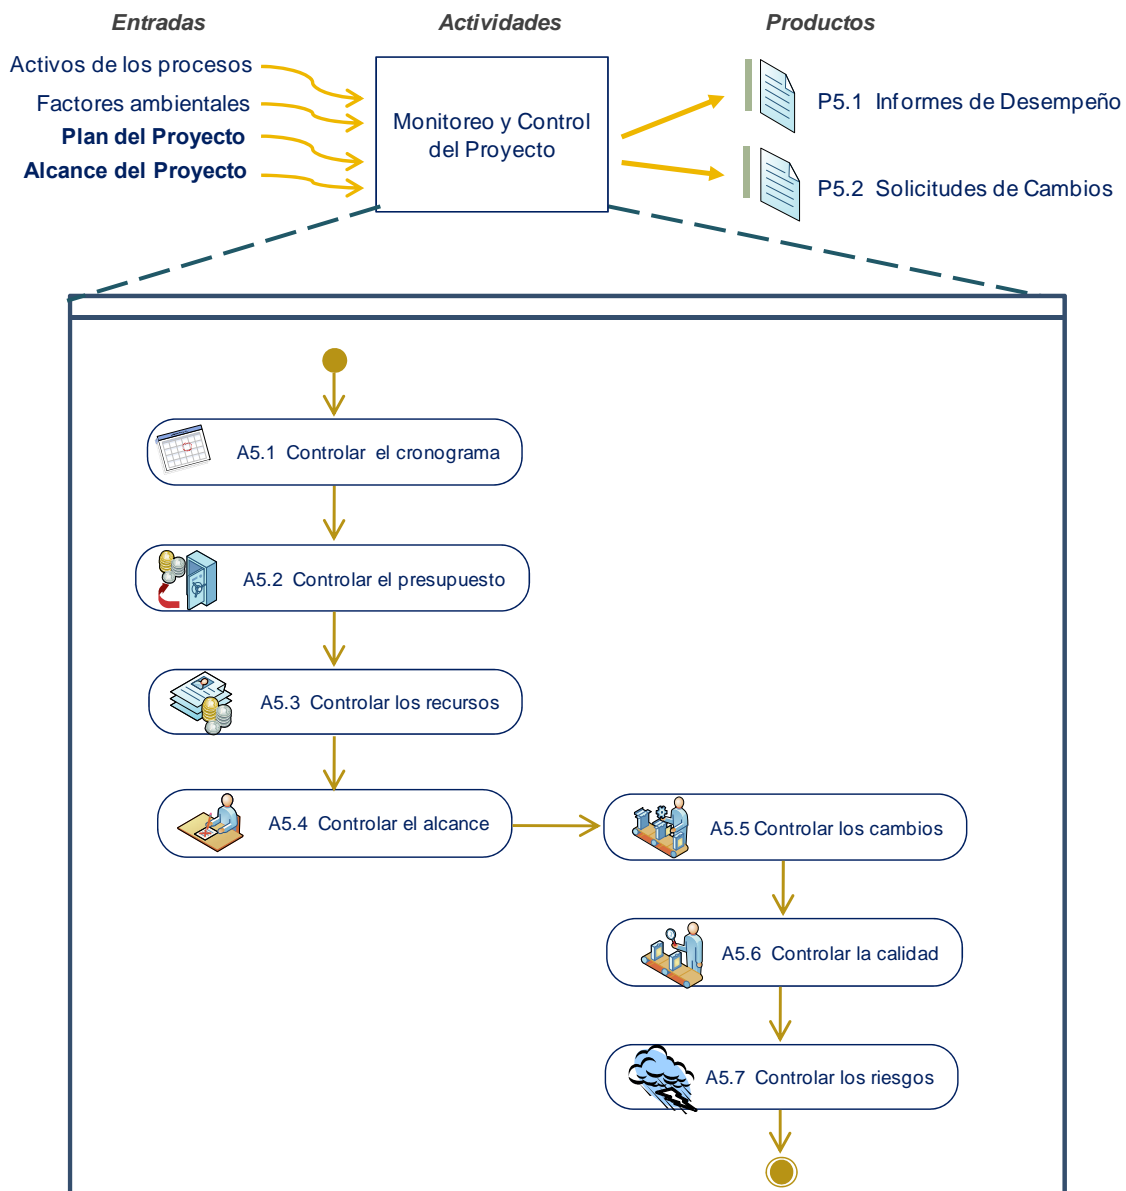 Entradas
Actividades
Productos
Activos de los procesos
Factores ambientales
Plan del Proyecto
Alcance del Proyecto
Monitoreo y Control
del Proyecto
P5.1 Informes de Desempeño
P5.2 Solicitudes de Cambios
A5.1 Controlar el cronograma
A5.2 Controlar el presupuesto
A5.3 Controlar los recursos
A5.4 Controlar el alcance
A5.5 Controlar los cambios
A5.6 Controlar la calidad
A5.7 Controlar los riesgos